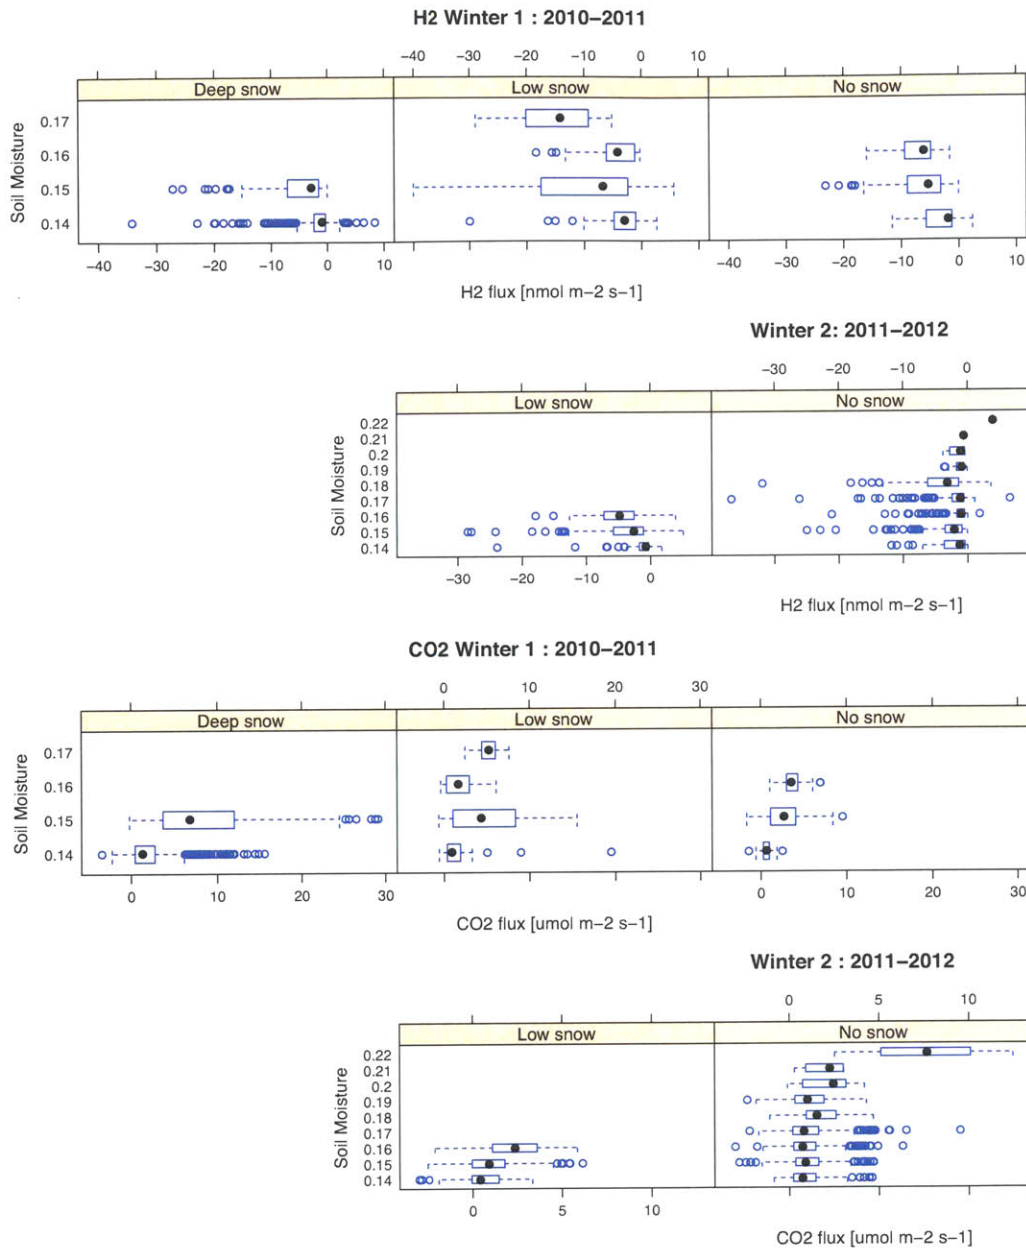 H2 Winter 1 : 2010–2011
−40 −30 −20 −10 0 10
Deep snow Low snow No snow
0.17
0.16
0.15
0.14
Soil Moisture
−40 −30 −20 −10 0 10 −40 −30 −20 −10 0 10
H2 flux [nmol m−2 s−1]
Winter 2: 2011–2012
−30 −20 −10 0
Low snow No snow
0.22
0.21
0.2
0.19
0.18
0.17
0.16
0.15
0.14
Soil Moisture
−30 −20 −10 0
H2 flux [nmol m−2 s−1]
CO2 Winter 1 : 2010–2011
0 10 20 30
Deep snow Low snow No snow
0.17
0.16
0.15
0.14
Soil Moisture
0 10 20 30 0 10 20 30
CO2 flux [umol m−2 s−1]
Winter 2 : 2011–2012
0 5 10
Low snow No snow
0.22
0.21
0.2
0.19
0.18
0.17
0.16
0.15
0.14
Soil Moisture
0 5 10
CO2 flux [umol m−2 s−1]